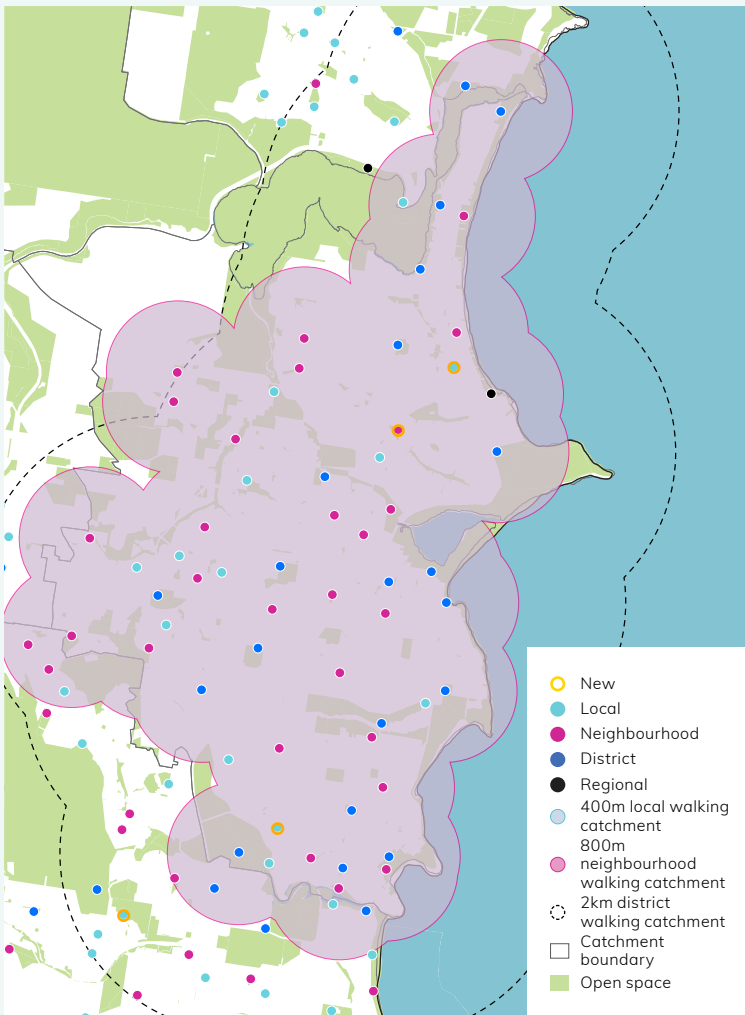 New
Local
Neighbourhood
District
Regional
400m local walking
catchment
800m
neighbourhood
walking catchment
2km district
walking catchment
Catchment
boundary
Open space